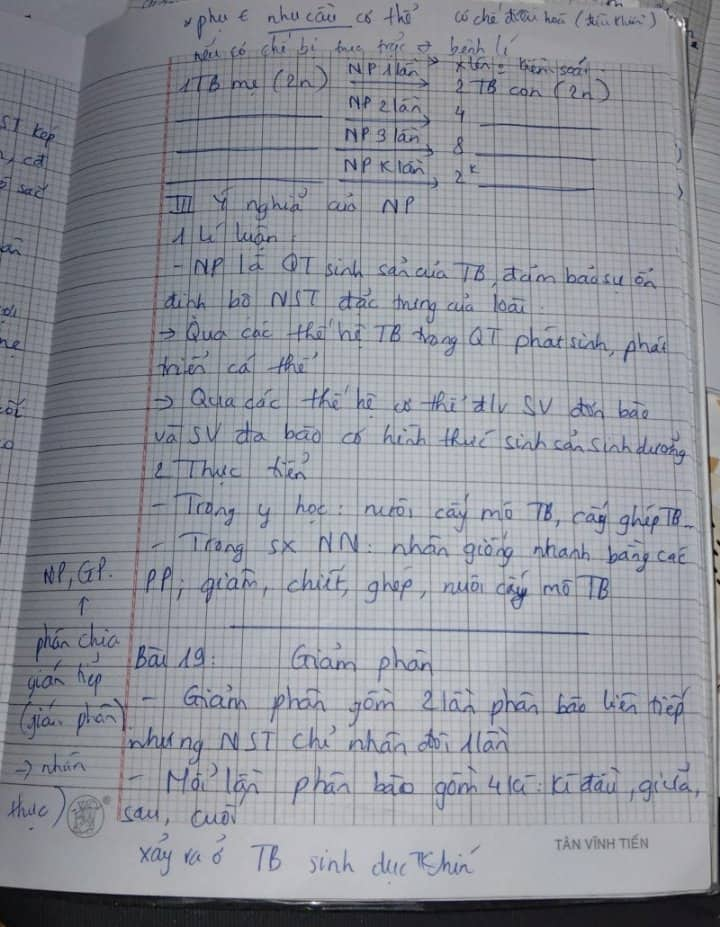 * phụ ∈ nhu cầu cơ thể có chế điều hoà (điều khiển)
nếu có chế bị trục trặc → bệnh lí
1TB mẹ (2n) NP 1 lần 2 TB con (2n)
NP 2 lần 4
NP 3 lần 8
NP K lần 2^K
III Ý nghĩa của NP
1 Lí luận:
- NP là QT sinh sản của TB, đảm bảo sự ổn
định bộ NST đặc trưng của loài.
→ Qua các thế hệ TB trong QT phát sinh, phát
triển cá thể
→ Qua các thế hệ cơ thể đ/v SV đơn bào
và SV đa bào có hình thức sinh sản sinh dưỡng
2 Thực tiễn
- Trong y học: nuôi cấy mô TB, cấy ghép TB...
- Trong sx NN: nhân giống nhanh bằng các
PP; giâm, chiết, ghép, nuôi cấy mô TB
NP, GP.
↑
phân chia
gián tiếp
(gián phân)
→ nhân
thực)
Bài 19: Giảm phân
- Giảm phân gồm 2 lần phân bào liên tiếp
nhưng NST chỉ nhân đôi 1 lần
- Mỗi lần phân bào gồm 4 kì: kì đầu, giữa,
sau, cuối
xảy ra ở TB sinh dục chín
TÂN VĨNH TIẾN